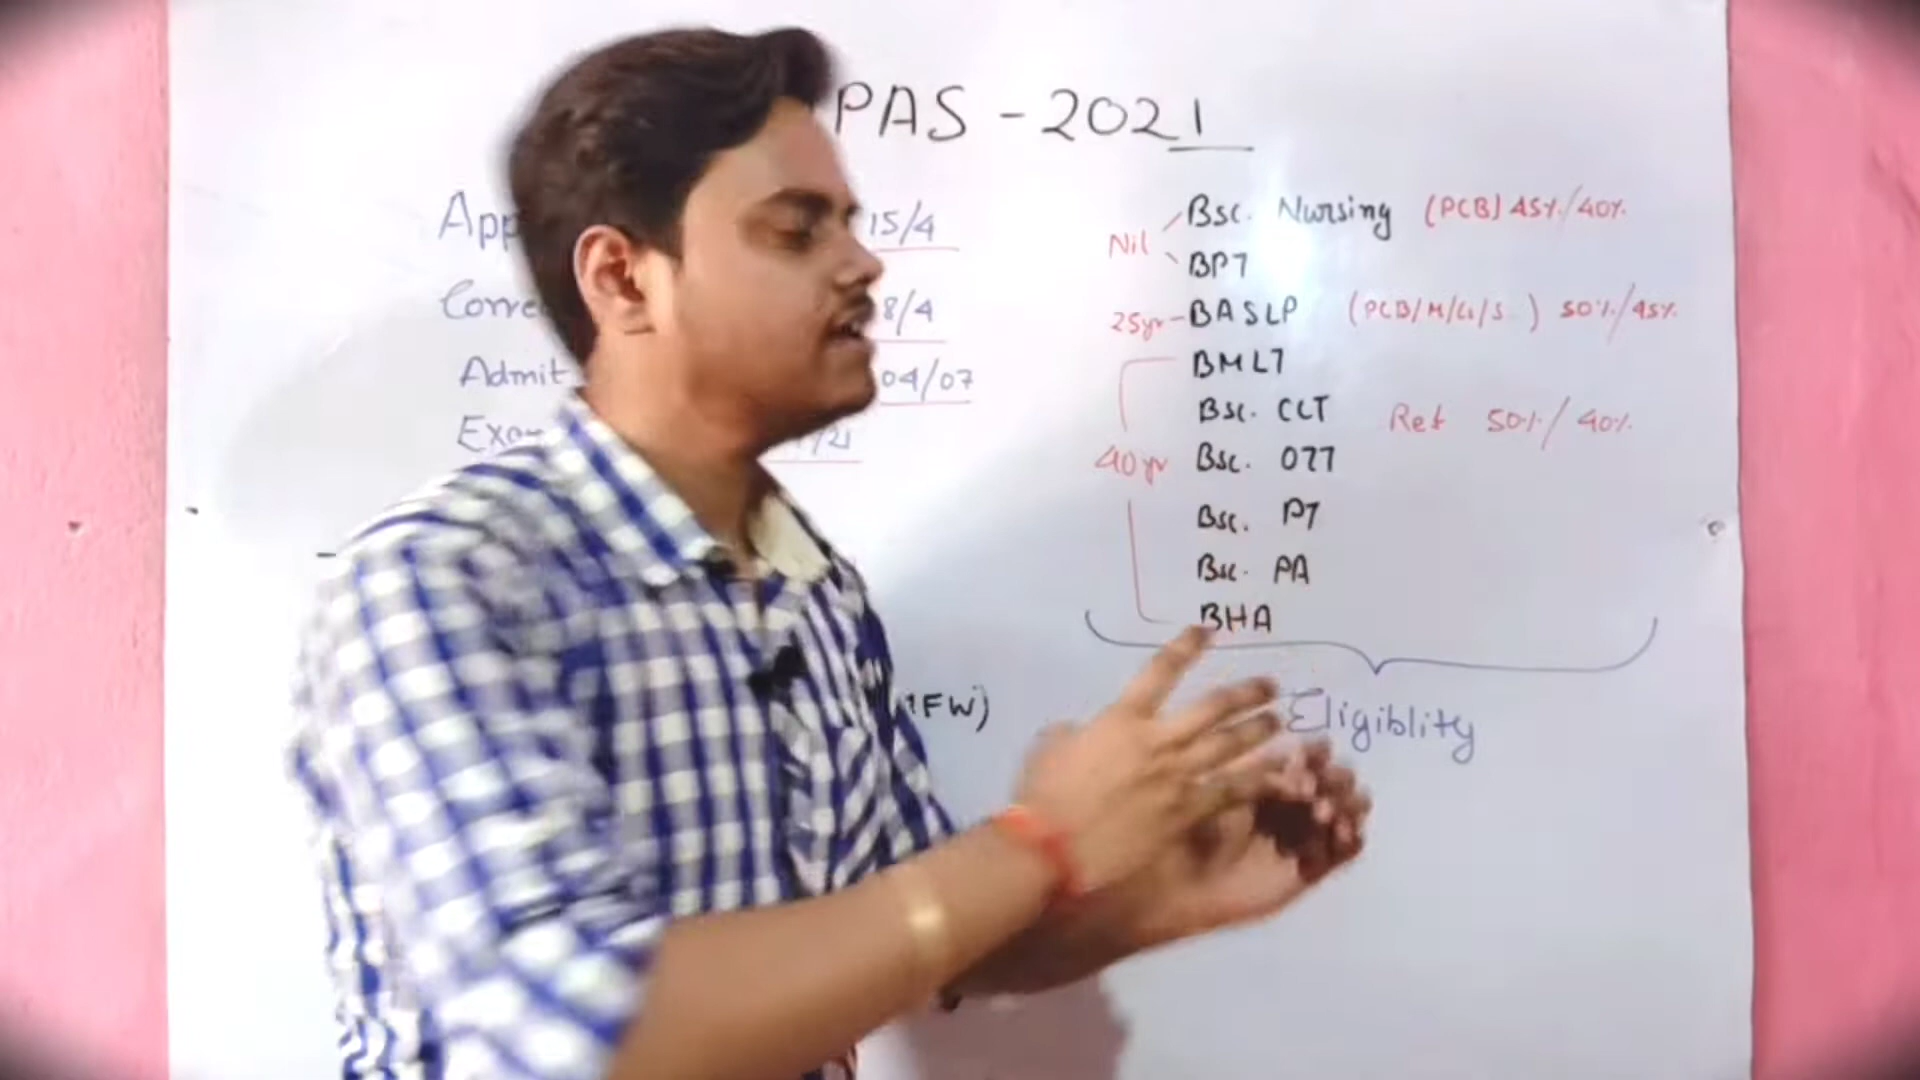 PAS - 2021
App 15/4
Corre 8/4
Admit 04/07
Exa /21
Nil
Bsc. Nursing (PCB) 45%/40%
BPT
25yr - BASLP (PCB/M/ /S ) 50%/45%
BMLT
Bsc. CCT Ret 50%/40%
40yr Bsc. OTT
Bsc. PT
Bsc. PA
BHA
FW)
Eligiblity